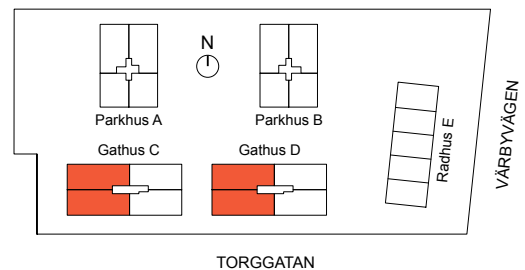 N
Parkhus A
Parkhus B
Gathus C
Gathus D
Radhus E
VÄRBYVÄGEN
TORGGATAN